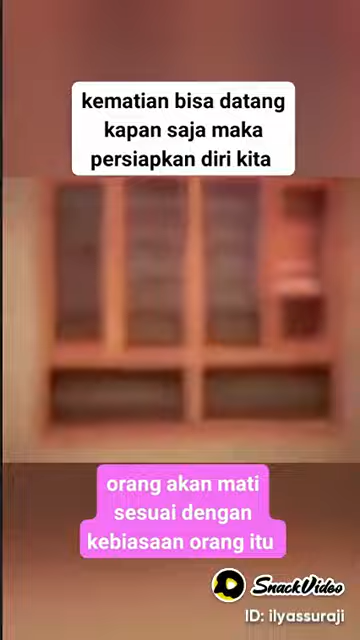 kematian bisa datang
kapan saja maka
persiapkan diri kita
orang akan mati
sesuai dengan
kebiasaan orang itu
SnackVideo
ID: ilyassuraji